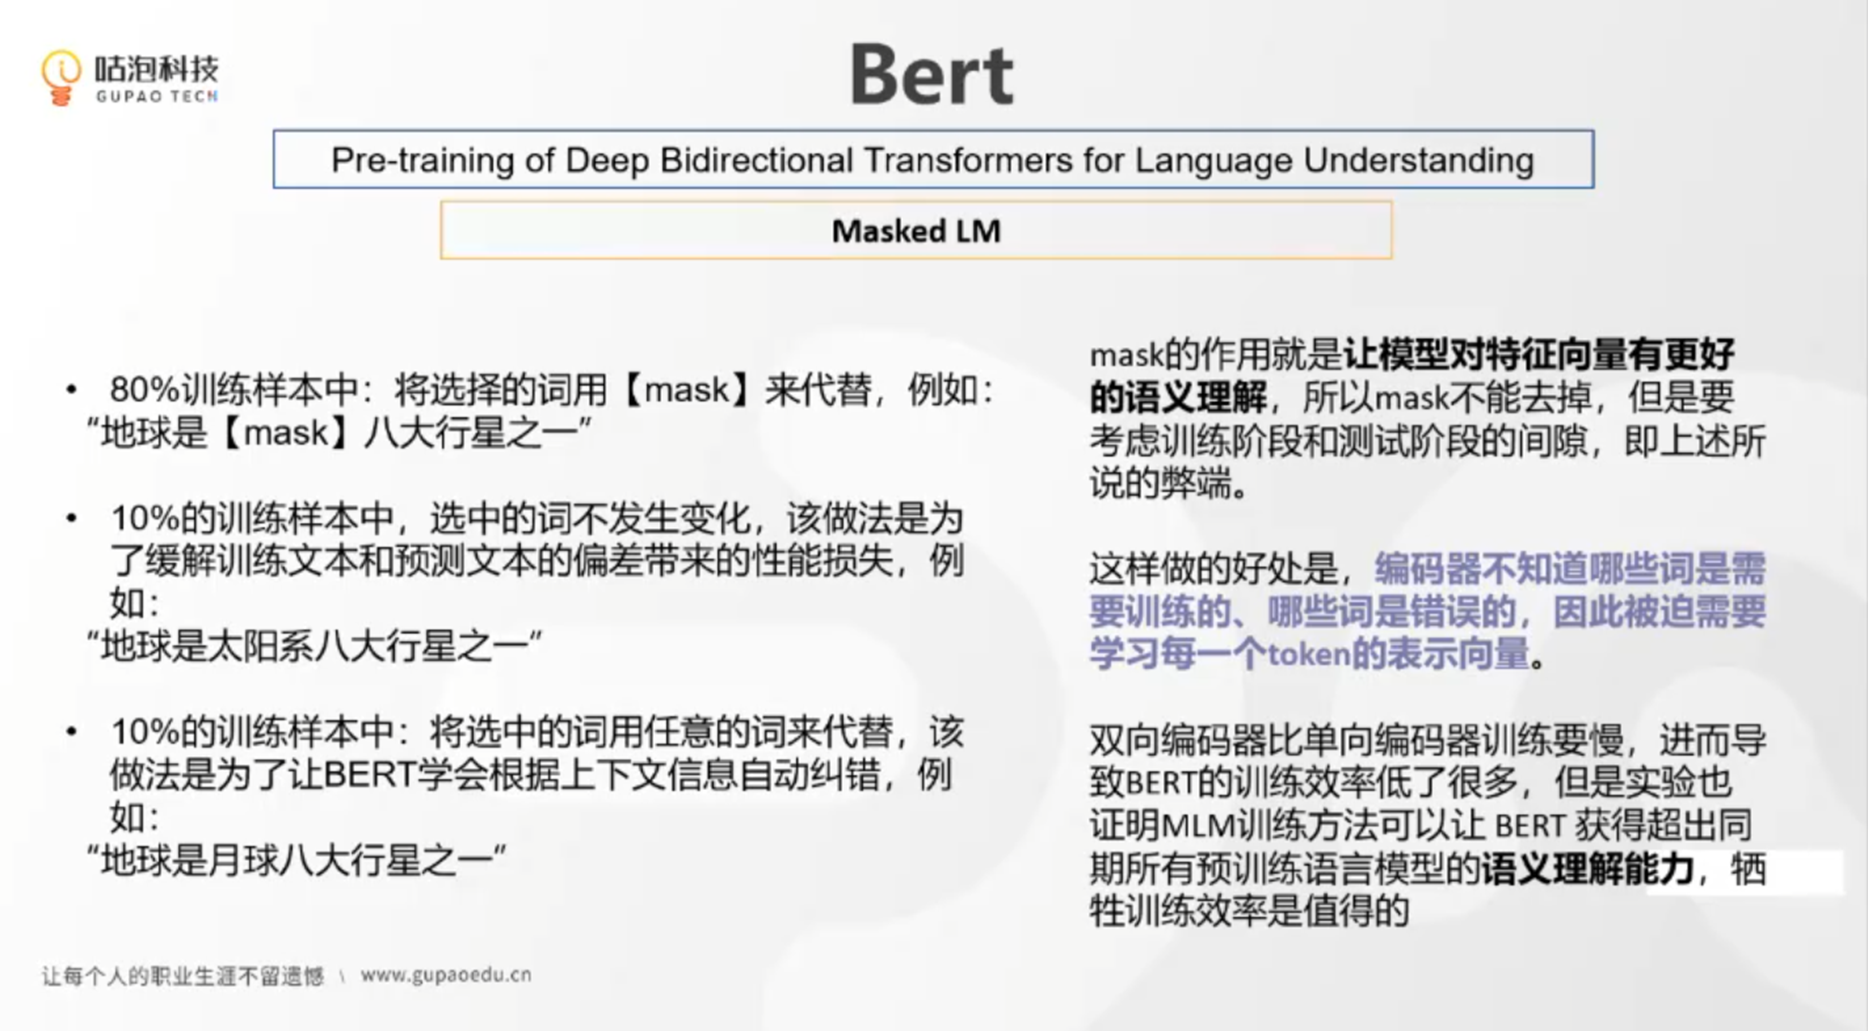 咕泡科技
GUPAO TECH
Bert
Pre-training of Deep Bidirectional Transformers for Language Understanding
Masked LM
• 80%训练样本中：将选择的词用【mask】来代替，例如：
“地球是【mask】八大行星之一”
• 10%的训练样本中，选中的词不发生变化，该做法是为
了缓解训练文本和预测文本的偏差带来的性能损失，例
如：
“地球是太阳系八大行星之一”
• 10%的训练样本中：将选中的词用任意的词来代替，该
做法是为了让BERT学会根据上下文信息自动纠错，例
如：
“地球是月球八大行星之一”
mask的作用就是让模型对特征向量有更好
的语义理解，所以mask不能去掉，但是要
考虑训练阶段和测试阶段的间隙，即上述所
说的弊端。
这样做的好处是，编码器不知道哪些词是需
要训练的、哪些词是错误的，因此被迫需要
学习每一个token的表示向量。
双向编码器比单向编码器训练要慢，进而导
致BERT的训练效率低了很多，但是实验也
证明MLM训练方法可以让 BERT 获得超出同
期所有预训练语言模型的语义理解能力，牺
牲训练效率是值得的
让每个人的职业生涯不留遗憾 \ www.gupaoedu.cn